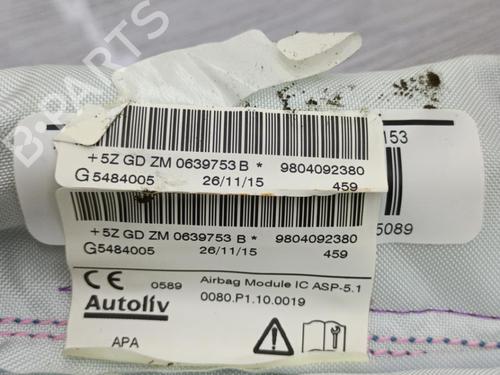 B-PARTS
153
+5Z GD ZM 0639753 B * 9804092380
G5484005 26/11/15 459
5089
+5Z GD ZM 0639753 B * 9804092380
G5484005 26/11/15 459
CE 0589 Airbag Module IC ASP-5.1
Autoliv 0080.P1.10.0019
APA